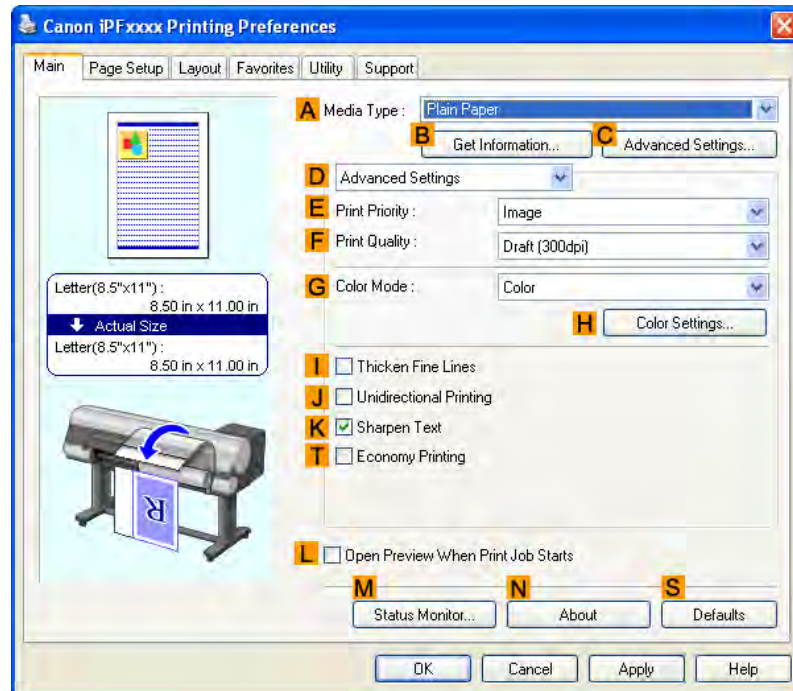 Canon iPFxxxx Printing Preferences
Main Page Setup Layout Favorites Utility Support
A Media Type : Plain Paper
B Get Information... C Advanced Settings...
D Advanced Settings
E Print Priority : Image
F Print Quality : Draft (300dpi)
G Color Mode : Color
H Color Settings...
Letter(8.5"x11") :
8.50 in x 11.00 in
Actual Size
Letter(8.5"x11") :
8.50 in x 11.00 in
I Thicken Fine Lines
J Unidirectional Printing
K Sharpen Text
T Economy Printing
R
L Open Preview When Print Job Starts
M N S
Status Monitor... About Defaults
OK Cancel Apply Help